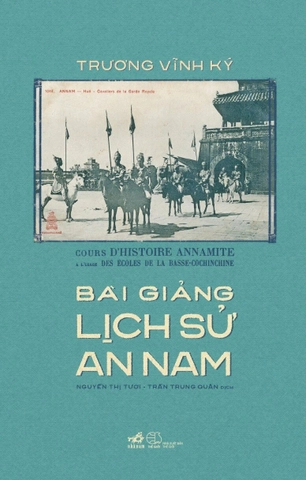 TRƯƠNG VĨNH KÝ
ANNAM – Hué – Cavaliers de la Garde Royale
COURS D'HISTOIRE ANNAMITE
A L'USAGE DES ÉCOLES DE LA BASSE-COCHINCHINE
BÀI GIẢNG
LỊCH SỬ
AN NAM
NGUYỄN THỊ TƯƠI – TRẦN TRUNG QUÂN DỊCH